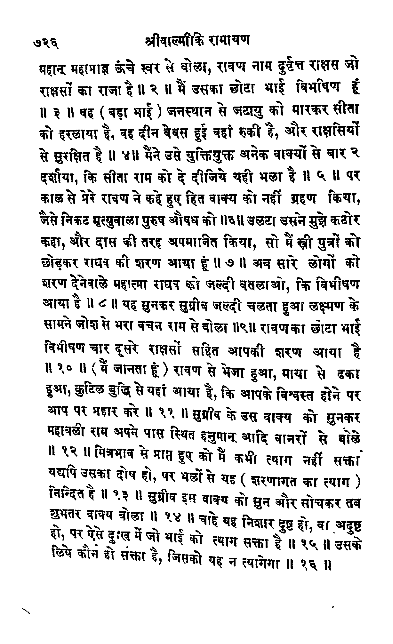 ७२६ श्रीवाल्मीकि रामायण
महान् महामाज्ञ ऊंचे स्वर से बोला, रावण नाम दुर्वृत्त राक्षस जो
राक्षसों का राजा है ॥ २ ॥ मैं उसका छोटा भाई विभीषण हूं
॥ ३ ॥ वह (बड़ा भाई) जनस्थान से जटायु को मारकर सीता
को हरलाया है, वह दीन बेबस हुई वहां रुकी है, और राक्षसियों
से सुरक्षित है ॥ ४॥ मैंने उसे युक्तियुक्त अनेक वाक्यों से बार २
दर्शाया, कि सीता राम को दे दीजिये यही भला है ॥ ५ ॥ पर
काळ से मेरे रावण ने कहे हुए हित वाक्य को नहीं ग्रहण किया,
जैसे निकट मृत्युवाला पुरुष औषध को॥६॥ उलटा उसने मुझे कठोर
कहा, और दास की तरह अपमानित किया, सो मैं स्त्री पुत्रों को
छोड़कर राघव की शरण आया हूं ॥ ७ ॥ अब सारे लोगों को
शरण देनेवाले महात्मा राघव को जल्दी बतलाओ, कि विभीषण
आया है ॥ ८ ॥ यह सुनकर सुग्रीव जल्दी चलता हुआ लक्ष्मण के
सामने जोश से भरा वचन राम से बोला ॥९॥ रावण का छोटा भाई
विभीषण चार दूसरे राक्षसों सहित आपकी शरण आया है
॥ १० ॥ (मैं जानता हूं) रावण से भेजा हुआ, माया से ढका
हुआ, कुटिल बुद्धि से यहां आया है, कि आपके विश्वस्त होने पर
आप पर प्रहार करे ॥ ११ ॥ सुग्रीव के उस वाक्य को सुनकर
महाबली राम अपने पास स्थित हनुमान् आदि वानरों से बोले
॥ १२ ॥ मित्रभाव से प्राप्त हुए को मैं कभी त्याग नहीं सक्ता
यद्यपि उसका दोष हो, पर भलों से यह (शरणागत का त्याग)
निन्दित है ॥ १३ ॥ सुग्रीव इस वाक्य को सुन और सोचकर तब
शुभतर वाक्य बोला ॥ १४ ॥ चाहे यह निशाचर दुष्ट हो, वा अदुष्ट
हो, पर ऐसे दुःख में जो भाई को त्याग सक्ता है ॥ १५ ॥ उसके
लिये कौन हो सक्ता है, जिसको यह न त्यागेगा ॥ १६ ॥